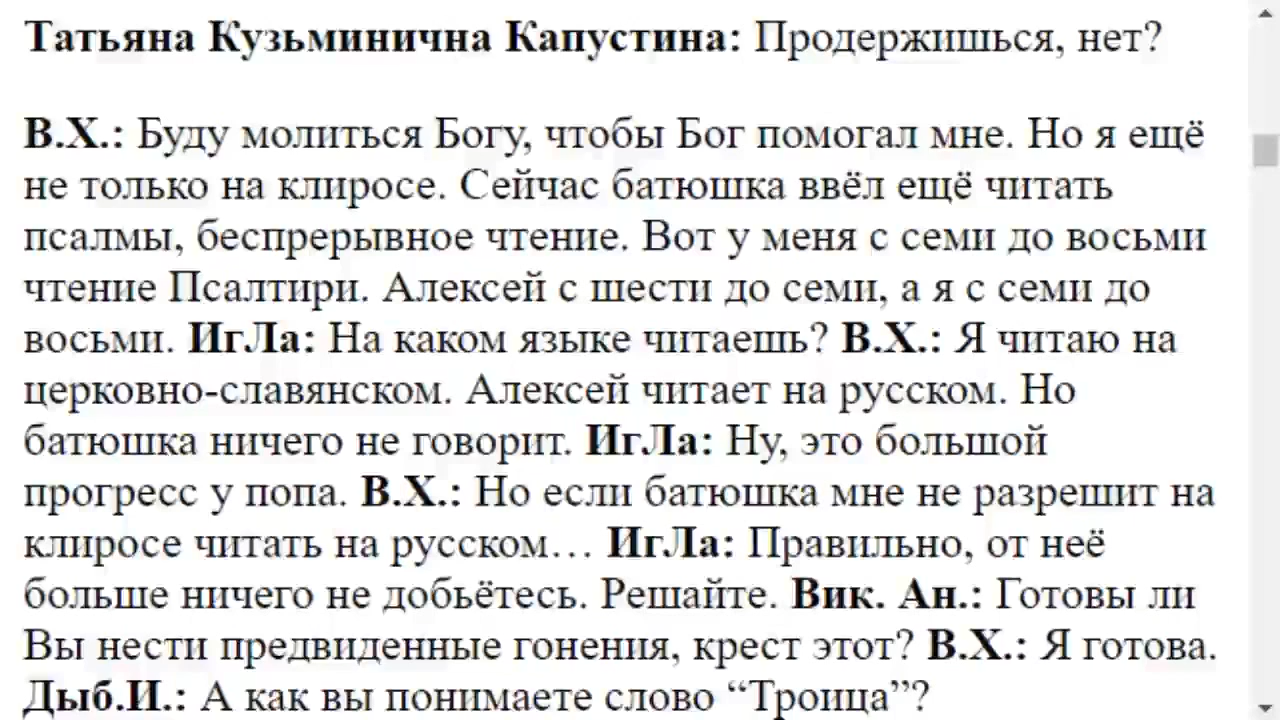 Татьяна Кузьминична Капустина: Продержишься, нет?
В.Х.: Буду молиться Богу, чтобы Бог помогал мне. Но я ещё
не только на клиросе. Сейчас батюшка ввёл ещё читать
псалмы, беспрерывное чтение. Вот у меня с семи до восьми
чтение Псалтири. Алексей с шести до семи, а я с семи до
восьми. ИгЛа: На каком языке читаешь? В.Х.: Я читаю на
церковно-славянском. Алексей читает на русском. Но
батюшка ничего не говорит. ИгЛа: Ну, это большой
прогресс у попа. В.Х.: Но если батюшка мне не разрешит на
клиросе читать на русском… ИгЛа: Правильно, от неё
больше ничего не добьётесь. Решайте. Вик. Ан.: Готовы ли
Вы нести предвиденные гонения, крест этот? В.Х.: Я готова.
Дыб.И.: А как вы понимаете слово “Троица”?